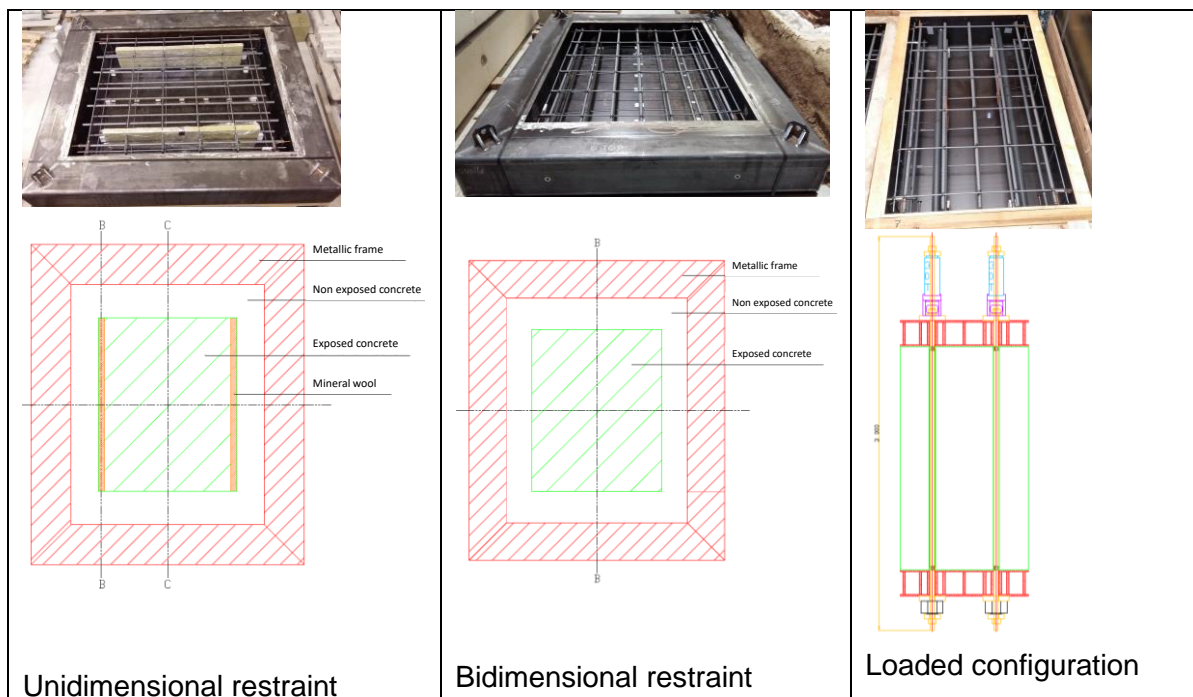 B
C
Metallic frame
Non exposed concrete
Exposed concrete
Mineral wool
B
C
Unidimensional restraint
B
Metallic frame
Non exposed concrete
Exposed concrete
B
Bidimensional restraint
7
Loaded configuration